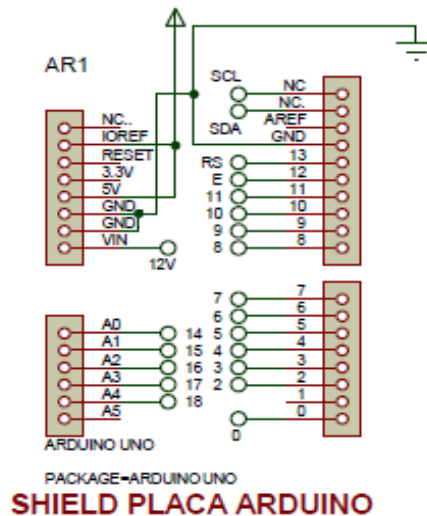 AR1
NC..
IOREF
RESET
3.3V
5V
GND
GND
VIN
12V
SCL
SDA
NC
NC.
AREF
GND
RS 13
E 12
11 11
10 10
9 9
8 8
7 7
6 6
5 5
4 4
3 3
2 2
1
0 0
A0 14
A1 15
A2 16
A3 17
A4 18
A5
ARDUINO UNO
PACKAGE=ARDUINO UNO
SHIELD PLACA ARDUINO